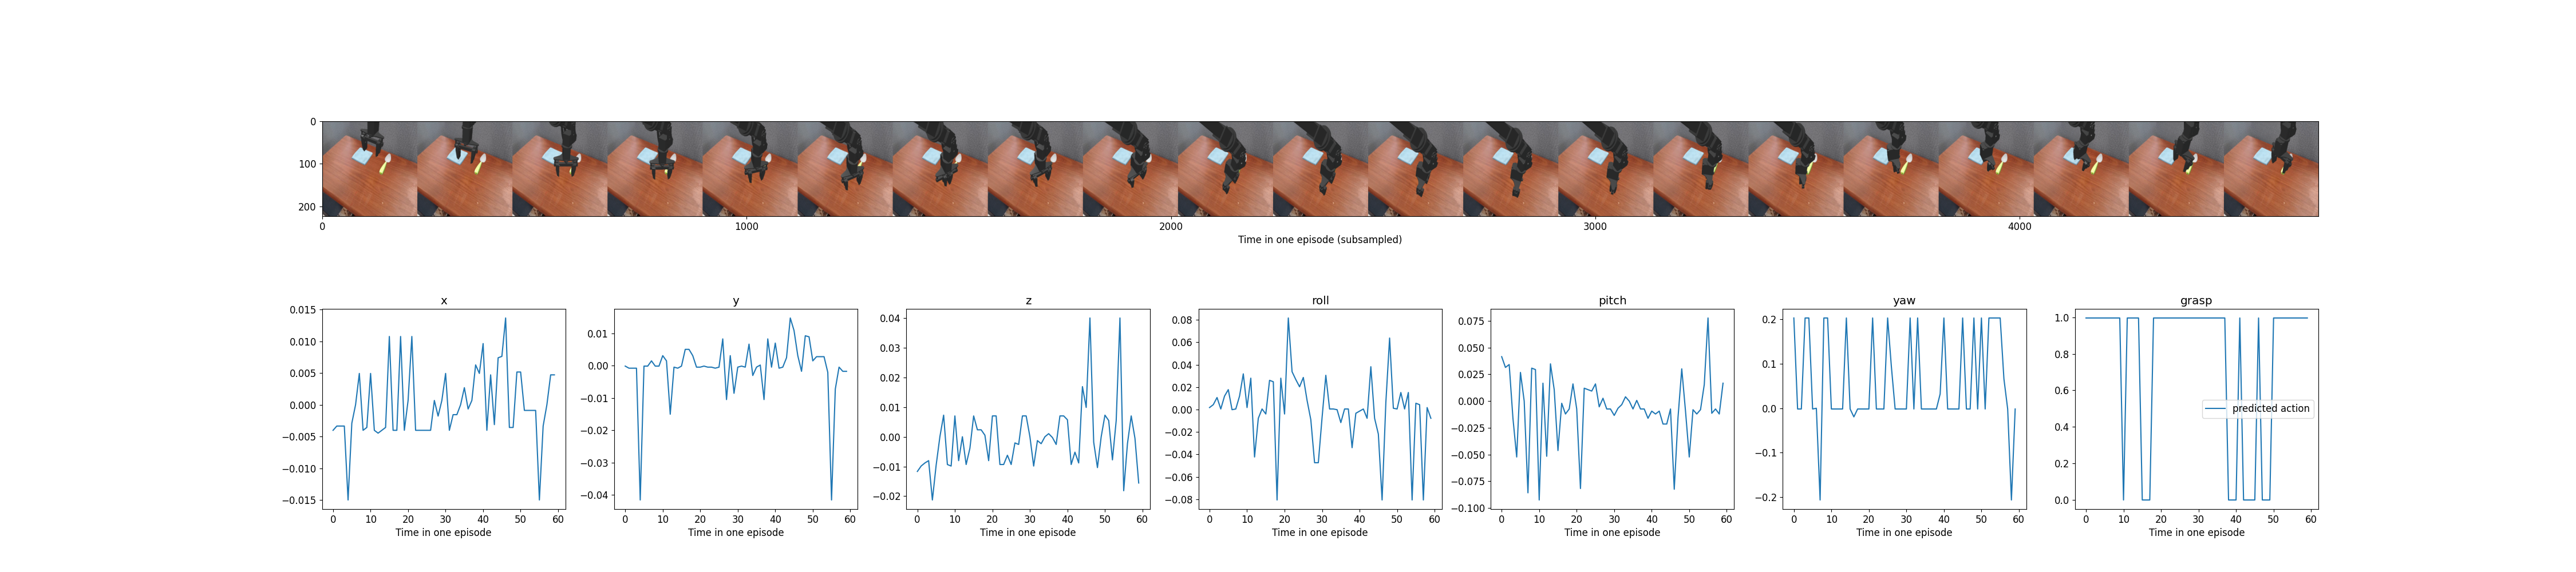 0
100
200
0 1000 2000 3000 4000
Time in one episode (subsampled)
x y z roll pitch yaw grasp
0.015
0.010
0.005
0.000
−0.005
−0.010
−0.015
0 10 20 30 40 50 60
Time in one episode
0.01
0.00
−0.01
−0.02
−0.03
−0.04
0 10 20 30 40 50 60
Time in one episode
0.04
0.03
0.02
0.01
0.00
−0.01
−0.02
0 10 20 30 40 50 60
Time in one episode
0.08
0.06
0.04
0.02
0.00
−0.02
−0.04
−0.06
−0.08
0 10 20 30 40 50 60
Time in one episode
0.075
0.050
0.025
0.000
−0.025
−0.050
−0.075
−0.100
0 10 20 30 40 50 60
Time in one episode
0.2
0.1
0.0
−0.1
−0.2
0 10 20 30 40 50 60
Time in one episode
1.0
0.8
0.6
0.4
0.2
0.0
predicted action
0 10 20 30 40 50 60
Time in one episode